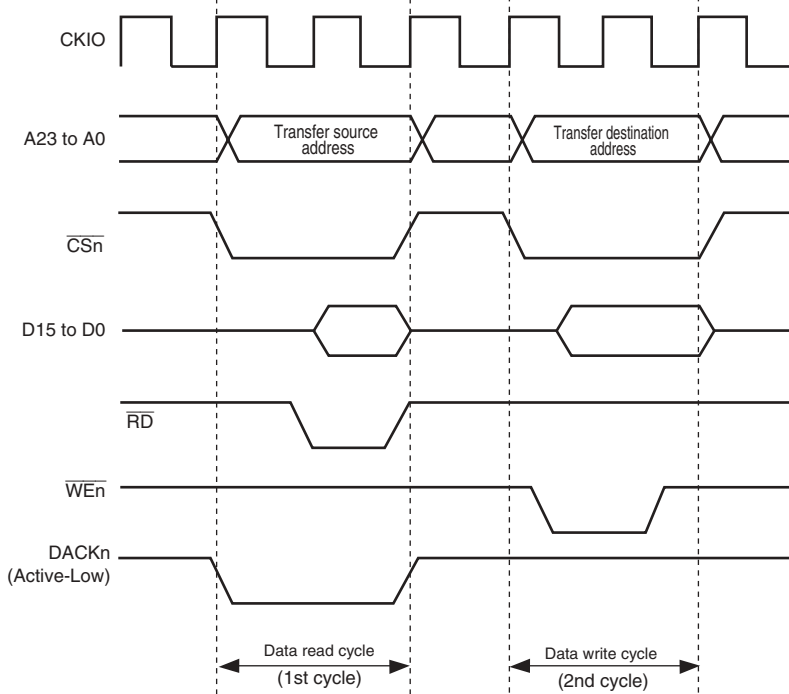 CKIO
A23 to A0
Transfer source
address
Transfer destination
address
CSn
D15 to D0
RD
WEn
DACKn
(Active-Low)
Data read cycle
(1st cycle)
Data write cycle
(2nd cycle)